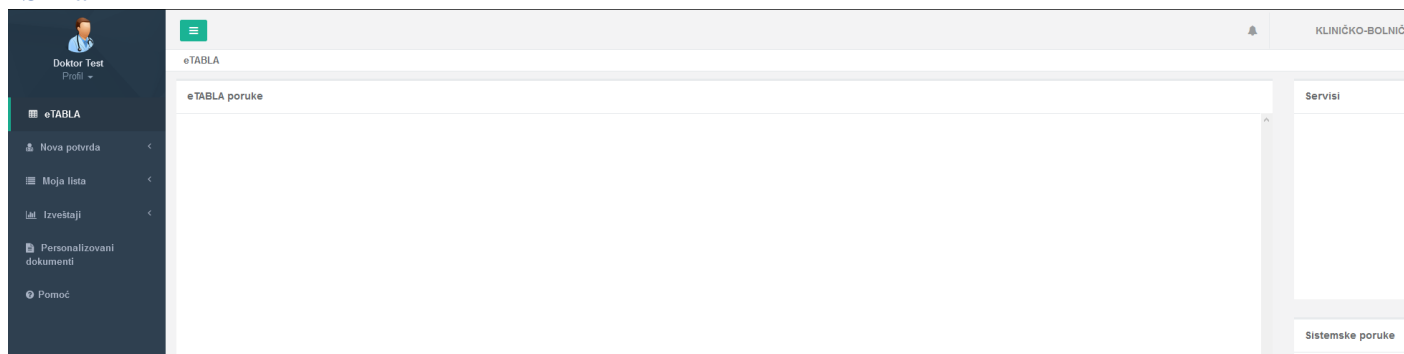 Doktor Test
Profil
eTABLA
Nova potvrda
Moja lista
Izveštaji
Personalizovani
dokumenti
Pomoć
KLINIČKO-BOLNIČ
eTABLA
eTABLA poruke
Servisi
Sistemske poruke